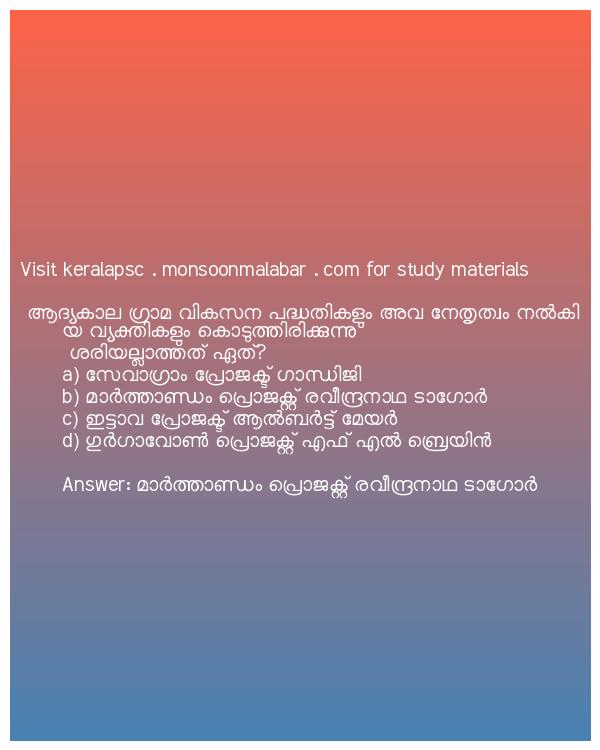 Visit keralapsc . monsoonmalabar . com for study materials
ആദ്യകാല ഗ്രാമ വികസന പദ്ധതികളും അവ നേതൃത്വം നൽകി
യ വ്യക്തികളും കൊടുത്തിരിക്കുന്നു
ശരിയല്ലാത്തത് ഏത്?
a) സേവാഗ്രാം പ്രോജക്ട് ഗാന്ധിജി
b) മാർത്താണ്ഡം പ്രൊജക്റ്റ് രവീന്ദ്രനാഥ ടാഗോർ
c) ഇട്ടാവ പ്രോജക്ട് ആൽബർട്ട് മേയർ
d) ഗുർഗാവോൺ പ്രൊജക്റ്റ് എഫ് എൽ ബ്രെയിൻ
Answer: മാർത്താണ്ഡം പ്രൊജക്റ്റ് രവീന്ദ്രനാഥ ടാഗോർ